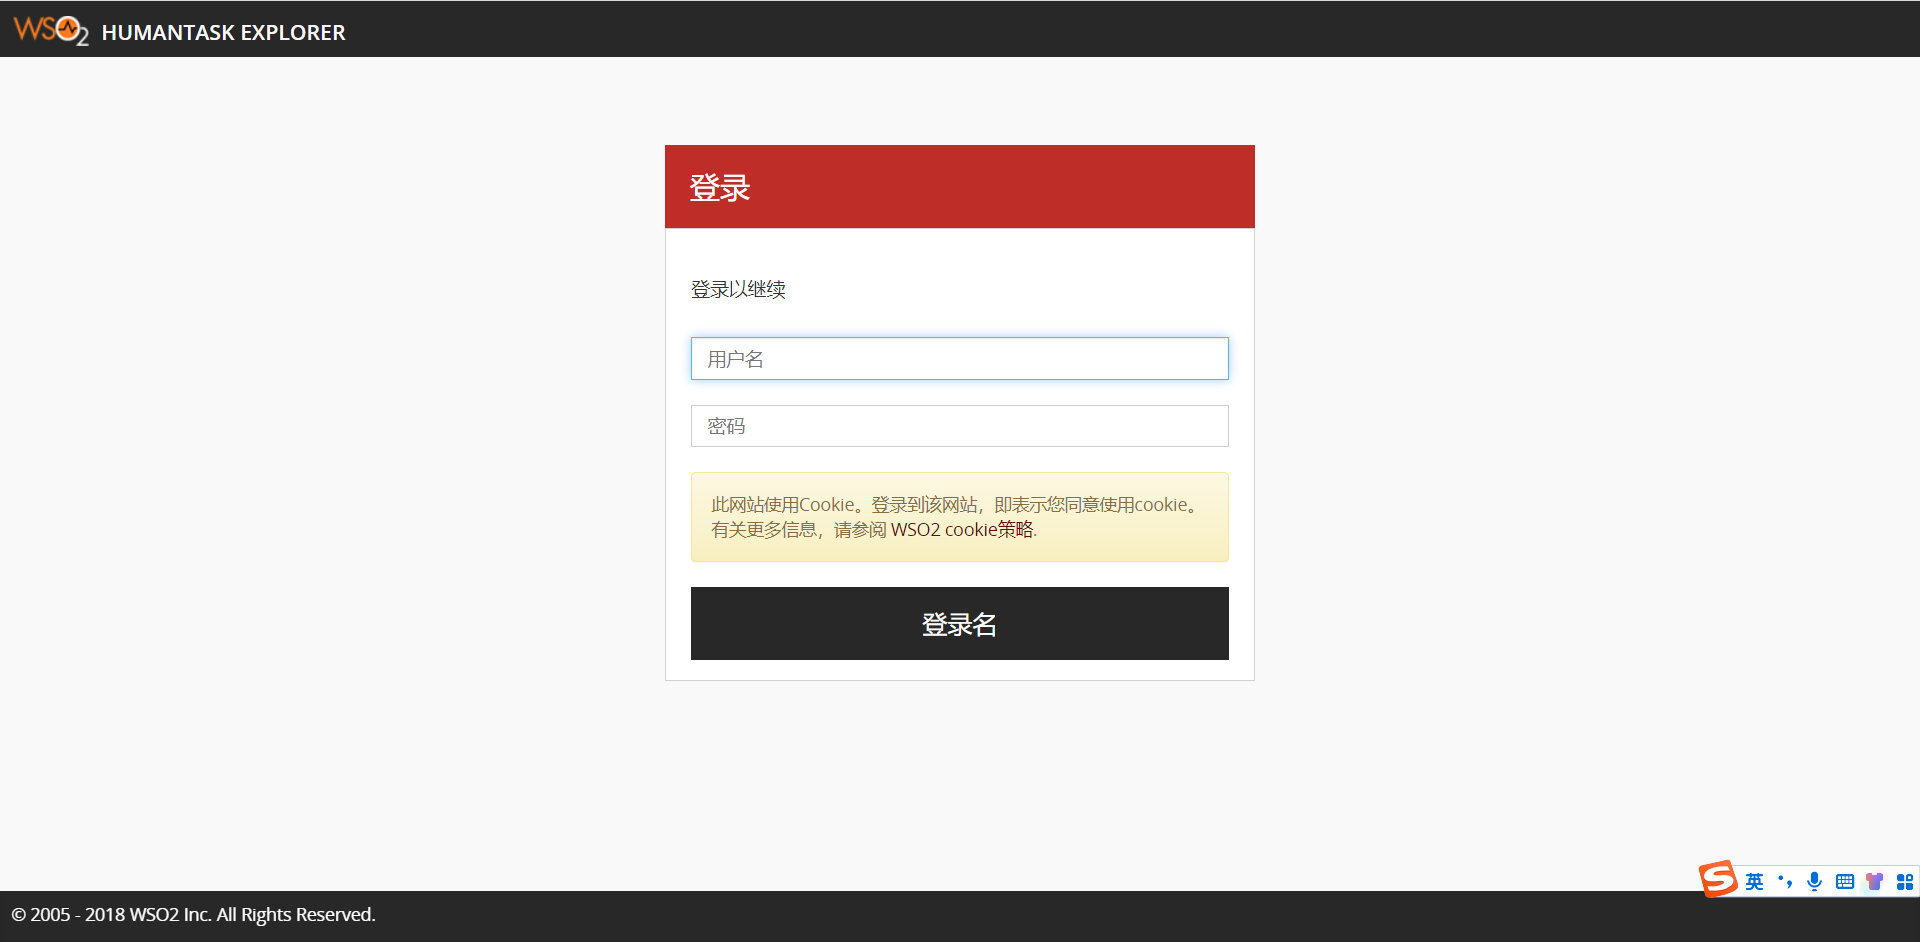 WSO2 HUMANTASK EXPLORER
登录
登录以继续
用户名
密码
此网站使用Cookie。登录到该网站，即表示您同意使用cookie。
有关更多信息，请参阅 WSO2 cookie策略.
登录名
S 英
© 2005 - 2018 WSO2 Inc. All Rights Reserved.